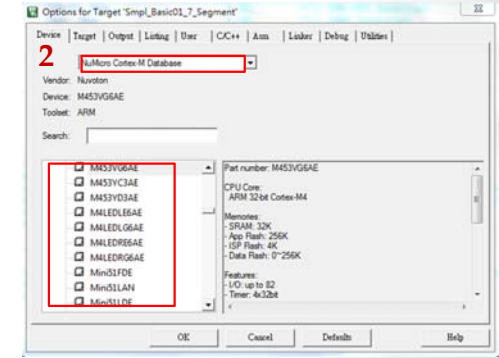 Options for Target 'Smpl_Basic01_7_Segment'
Device | Target | Output | Listing | User | C/C++ | Asm | Linker | Debug | Utilities
2
NuMicro Cortex-M Database
Vendor: Nuvoton
Device: M453VG6AE
Toolset: ARM
Search:
M453VG6AE
M453YC3AE
M453YD3AE
M4LEDLE6AE
M4LEDLG6AE
M4LEDRE6AE
M4LEDRG6AE
Mini51FDE
Mini51LAN
Mini51LDE
Part number: M453VG6AE
CPU Core:
ARM 32-bit Cortex-M4
Memories:
- SRAM: 32K
- App Flash: 256K
- ISP Flash: 4K
- Data Flash: 0~256K
Features:
- I/O: up to 82
- Timer: 4x32bit
OK Cancel Defaults Help